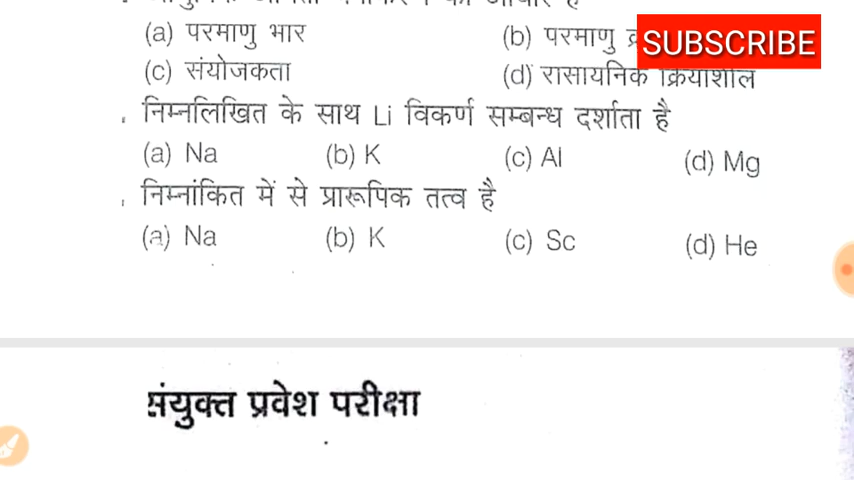 (a) परमाणु भार (b) परमाणु
SUBSCRIBE
(c) संयोजकता (d) रासायनिक क्रियाशील
निम्नलिखित के साथ Li विकर्ण सम्बन्ध दर्शाता है
(a) Na (b) K (c) Al (d) Mg
निम्नांकित में से प्रारूपिक तत्व है
(a) Na (b) K (c) Sc (d) He
संयुक्त प्रवेश परीक्षा